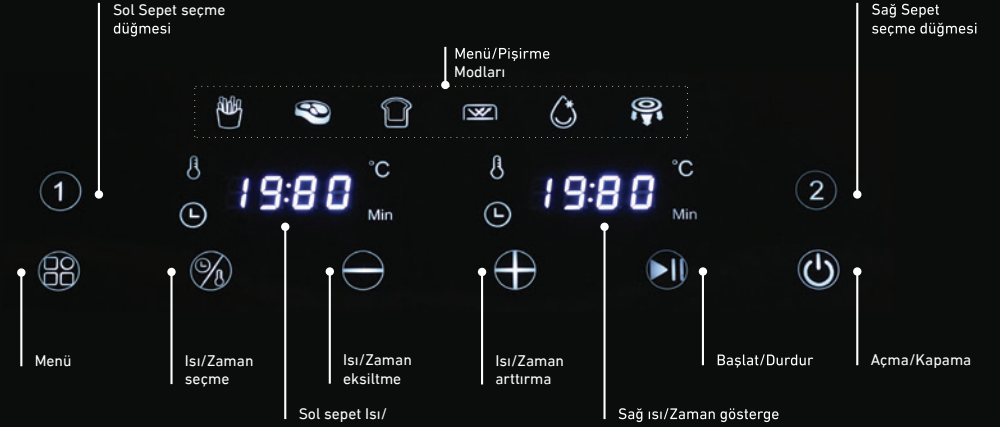 Sol Sepet seçme
düğmesi
Sağ Sepet
seçme düğmesi
Menü/Pişirme
Modları
1
19:80
°C
Min
19:80
°C
Min
2
Menü
Isı/Zaman
seçme
Isı/Zaman
eksiltme
Isı/Zaman
arttırma
Başlat/Durdur
Açma/Kapama
Sol sepet Isı/
Sağ ısı/Zaman gösterge